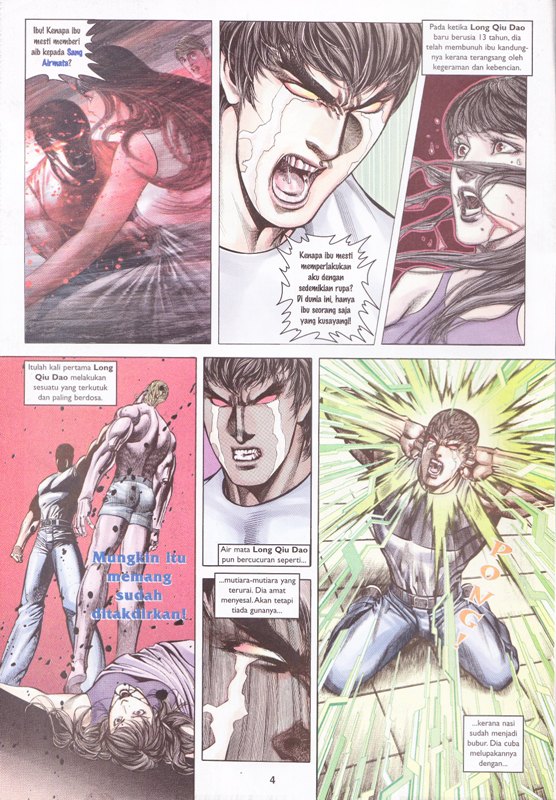 Ibu! Kenapa ibu
mesti memberi
aib kepada Sang
Airmata?
Kenapa ibu mesti
memperlakukan
aku dengan
sedemikian rupa?
Di dunia ini, hanya
ibu seorang saja
yang kusayang!!
Pada ketika Long Qiu Dao
baru berusia 13 tahun, dia
telah membunuh ibu kandung-
nya kerana terangsang oleh
kegeraman dan kebencian.
Itulah kali pertama Long
Qiu Dao melakukan
sesuatu yang terkutuk
dan paling berdosa.
Mungkin itu
memang
sudah
ditakdirkan!
Air mata Long Qiu Dao
pun bercucuran seperti...
...mutiara-mutiara yang
terurai. Dia amat
menyesal. Akan tetapi
tiada gunanya...
PONG!
...kerana nasi
sudah menjadi
bubur. Dia cuba
melupakannya
dengan...
4